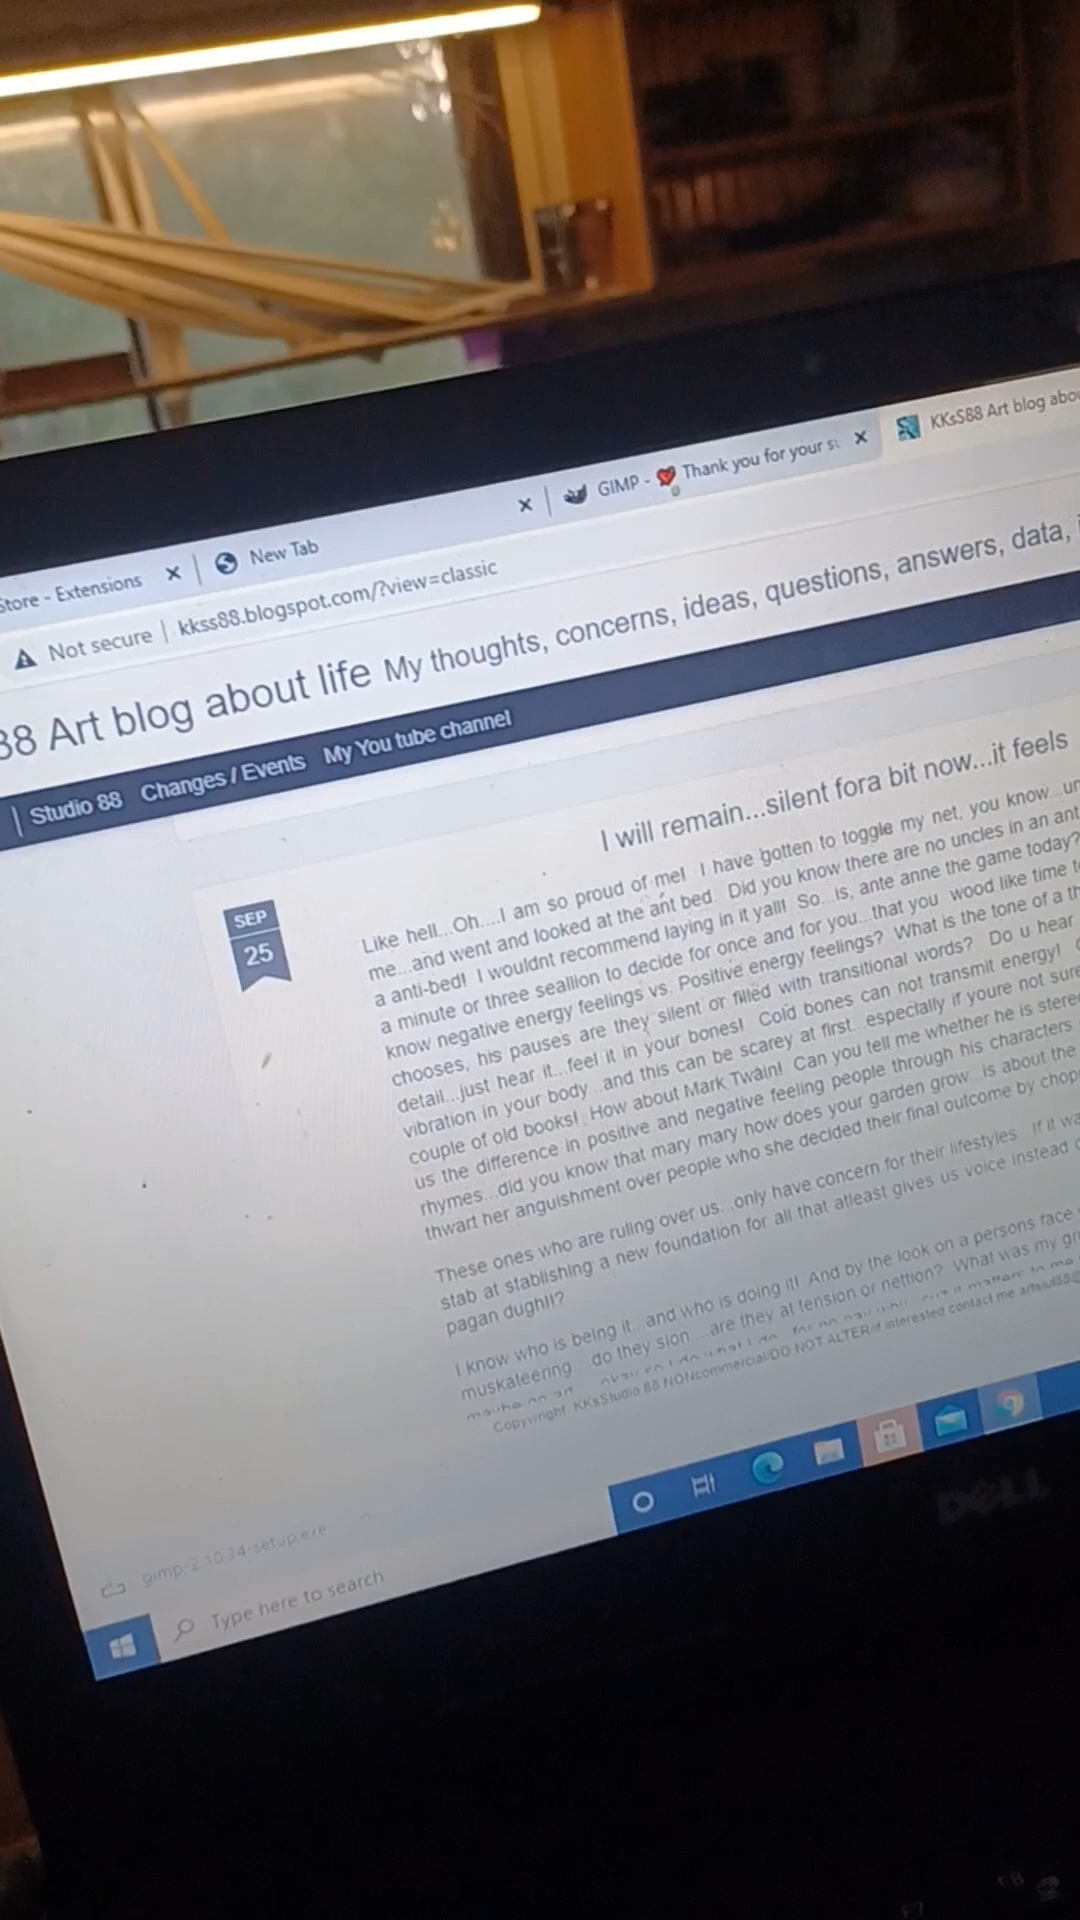 Store - Extensions
New Tab
GIMP - Thank you for your s
KKsS88 Art blog abo
Not secure | kkss88.blogspot.com/?view=classic
88 Art blog about life My thoughts, concerns, ideas, questions, answers, data,
Studio 88 Changes / Events My You tube channel
SEP
25
I will remain...silent fora bit now...it feels
Like hell...Oh....I am so proud of me! I have gotten to toggle my net, you know...un
me...and went and looked at the ant bed. Did you know there are no uncles in an ant
a anti-bed! I wouldnt recommend laying in it yall! So...is, ante anne the game today?
a minute or three seallion to decide for once and for you...that you wood like time t
know negative energy feelings vs. Positive energy feelings? What is the tone of a th
chooses, his pauses are they silent or filled with transitional words? Do u hear
detail...just hear it...feel it in your bones! Cold bones can not transmit energy!
vibration in your body...and this can be scarey at first...especially if youre not sure
couple of old books! How about Mark Twain! Can you tell me whether he is stere
us the difference in positive and negative feeling people through his characters
rhymes...did you know that mary mary how does your garden grow...is about the
thwart her anguishment over people who she decided their final outcome by chop
These ones who are ruling over us...only have concern for their lifestyles. If it wa
stab at stablishing a new foundation for all that atleast gives us voice instead
pagan dugh!!?
I know who is being it...and who is doing it! And by the look on a persons face
muskateering... do they sion... are they at tension or nettion? What was my gr
Copyright KKsStudio 88 NONcommercial/DO NOT ALTER/if interested contact me
gimp-2.10.34-setup.exe
Type here to search
DELL
F8
F7